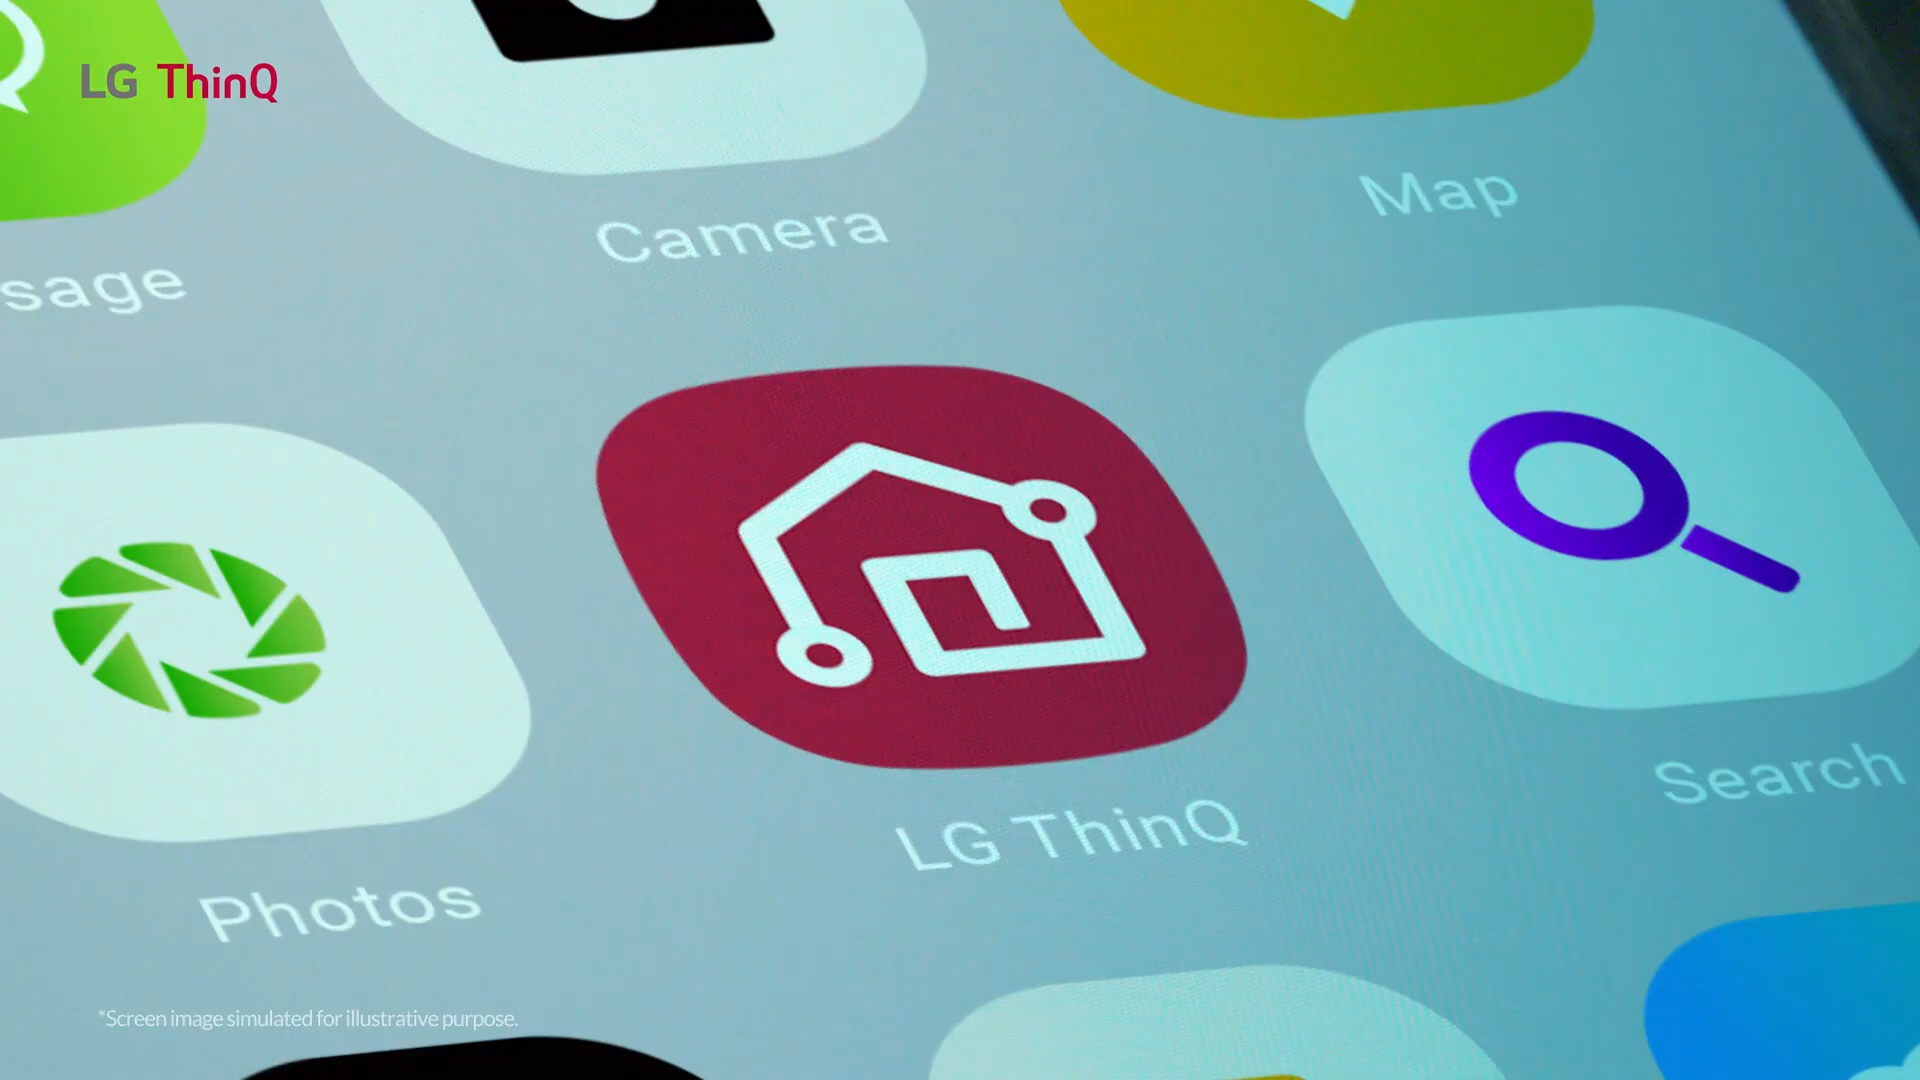 LG ThinQ
sage
Camera
Map
Photos
LG ThinQ
Search
*Screen image simulated for illustrative purpose.